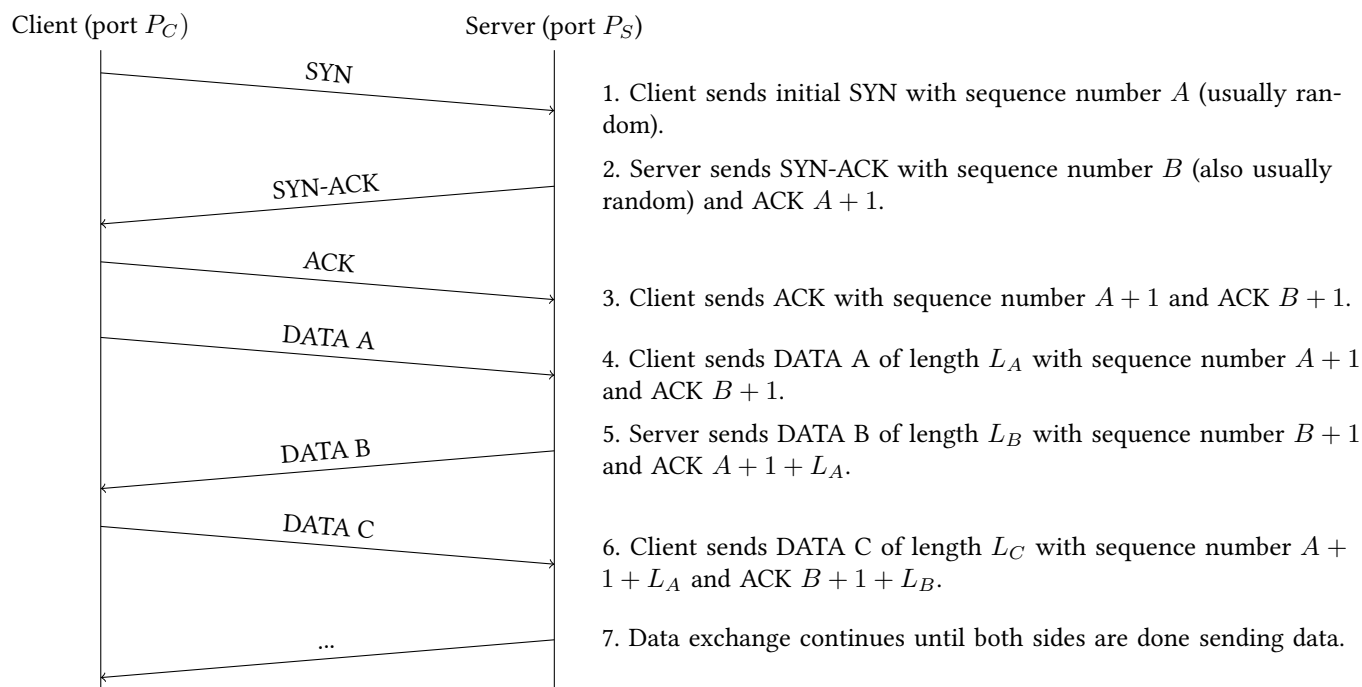 Client (port P_C) Server (port P_S)
SYN
1. Client sends initial SYN with sequence number A (usually ran-
dom).
SYN-ACK
2. Server sends SYN-ACK with sequence number B (also usually
random) and ACK A + 1.
ACK
3. Client sends ACK with sequence number A + 1 and ACK B + 1.
DATA A
4. Client sends DATA A of length L_A with sequence number A + 1
and ACK B + 1.
DATA B
5. Server sends DATA B of length L_B with sequence number B + 1
and ACK A + 1 + L_A.
DATA C
6. Client sends DATA C of length L_C with sequence number A +
1 + L_A and ACK B + 1 + L_B.
...
7. Data exchange continues until both sides are done sending data.